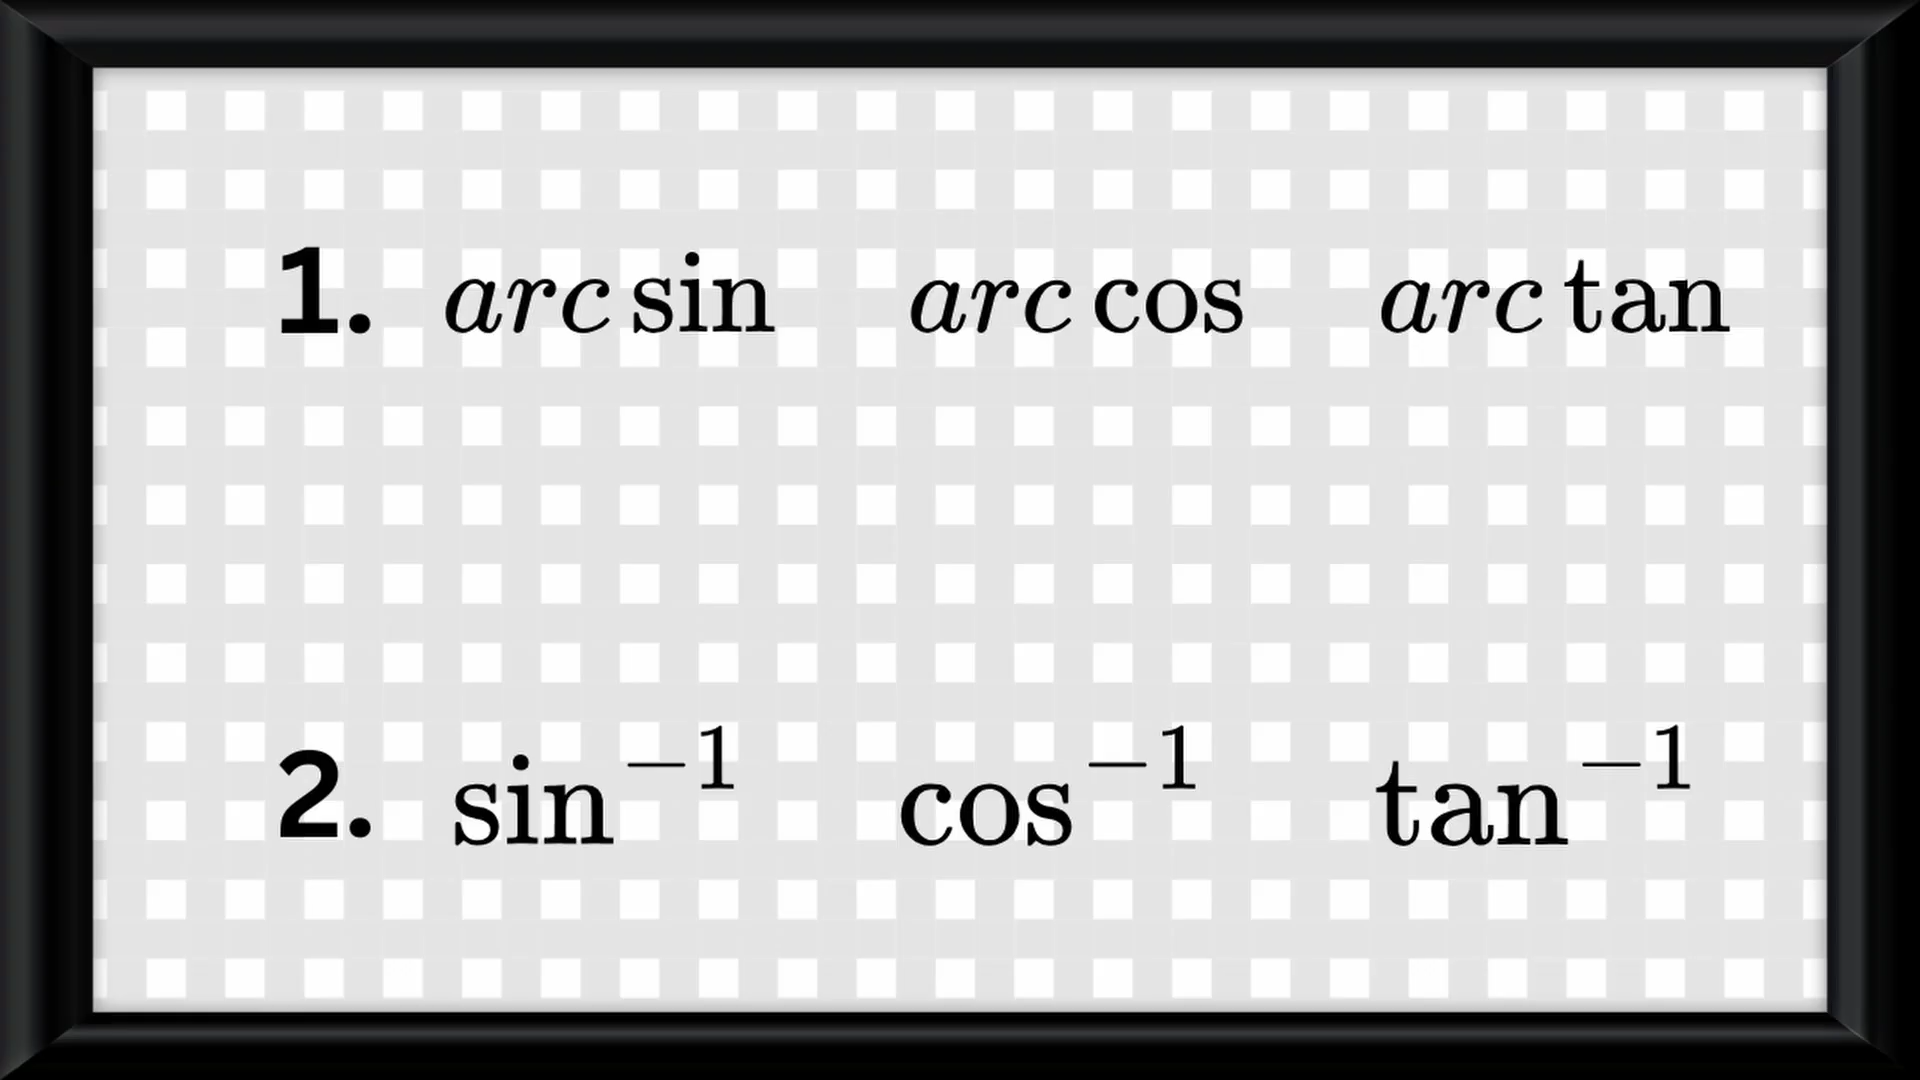 1. arc sin arc cos arc tan
2. sin⁻¹ cos⁻¹ tan⁻¹